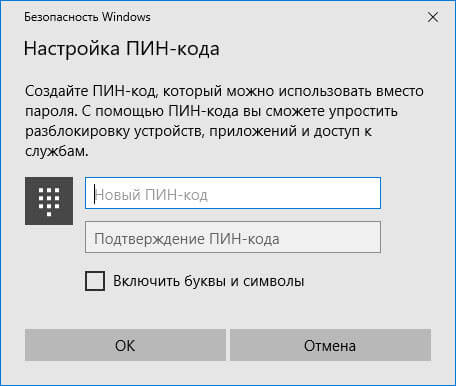 Безопасность Windows
Настройка ПИН-кода
Создайте ПИН-код, который можно использовать вместо
пароля. С помощью ПИН-кода вы сможете упростить
разблокировку устройств, приложений и доступ к
службам.
Новый ПИН-код
Подтверждение ПИН-кода
Включить буквы и символы
ОК
Отмена